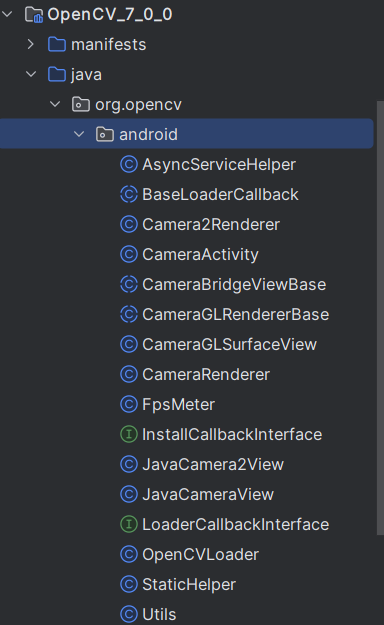 OpenCV_7_0_0
manifests
java
org.opencv
android
AsyncServiceHelper
BaseLoaderCallback
Camera2Renderer
CameraActivity
CameraBridgeViewBase
CameraGLRendererBase
CameraGLSurfaceView
CameraRenderer
FpsMeter
InstallCallbackInterface
JavaCamera2View
JavaCameraView
LoaderCallbackInterface
OpenCVLoader
StaticHelper
Utils